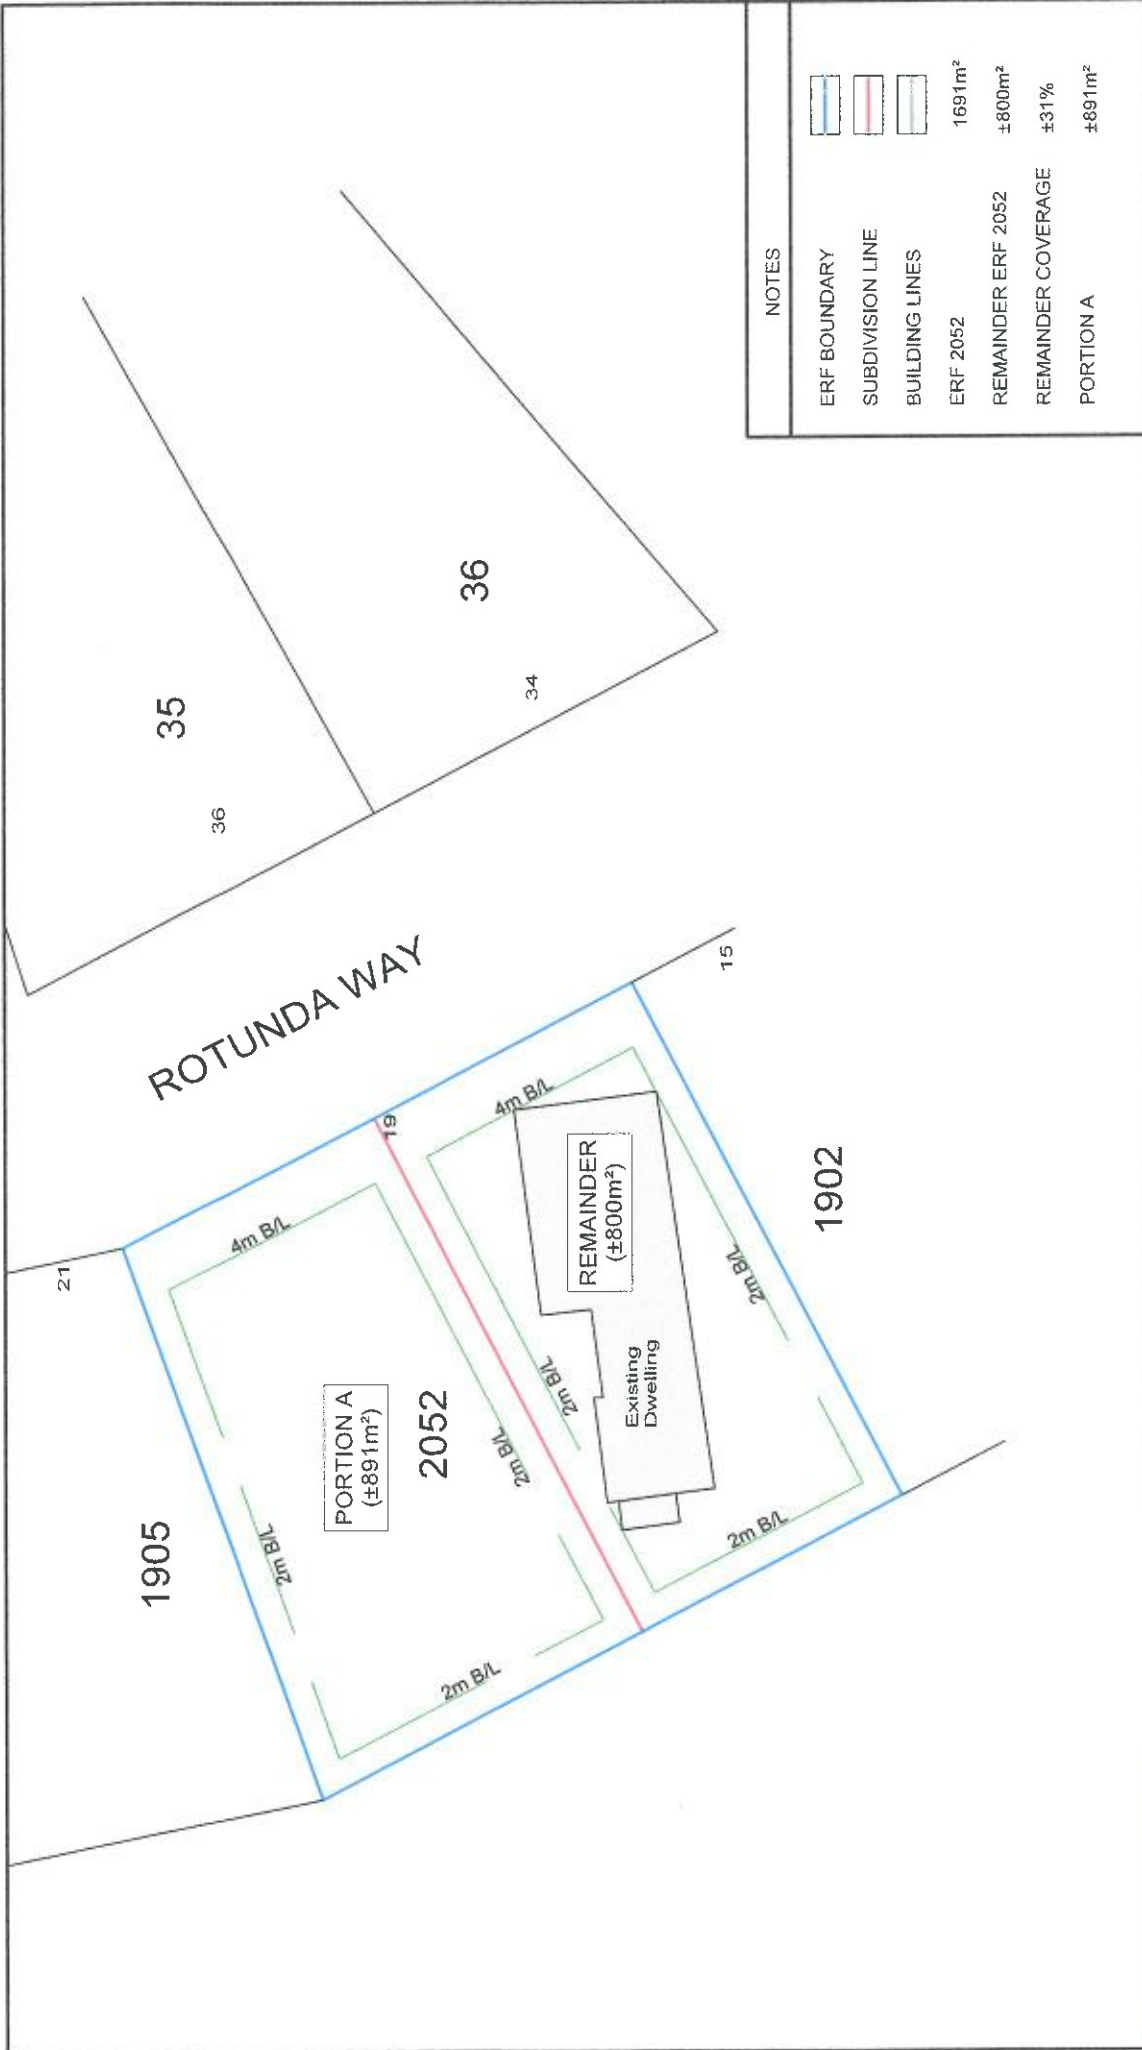 35
36
36
34
ROTUNDA WAY
21
19
15
1905
4m B/L
2m B/L
PORTION A
(±891m²)
2052
2m B/L
2m B/L
4m B/L
REMAINDER
(±800m²)
2m B/L
Existing
Dwelling
2m B/L
2m B/L
1902
NOTES
ERF BOUNDARY
SUBDIVISION LINE
BUILDING LINES
ERF 2052 1691m²
REMAINDER ERF 2052 ±800m²
REMAINDER COVERAGE ±31%
PORTION A ±891m²